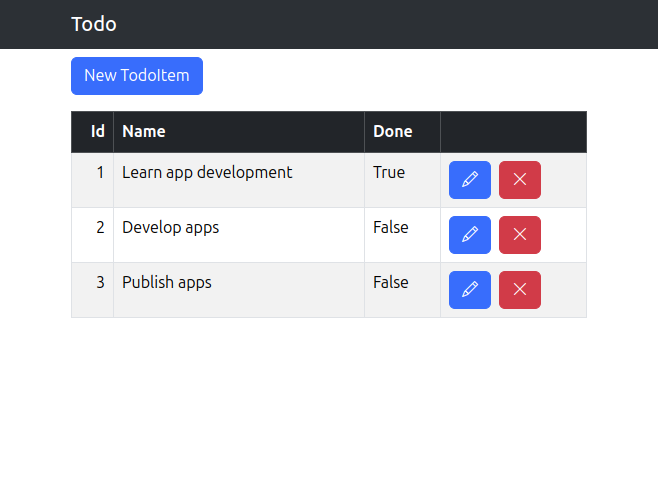 Todo
New TodoItem
Id Name Done
1 Learn app development True
2 Develop apps False
3 Publish apps False